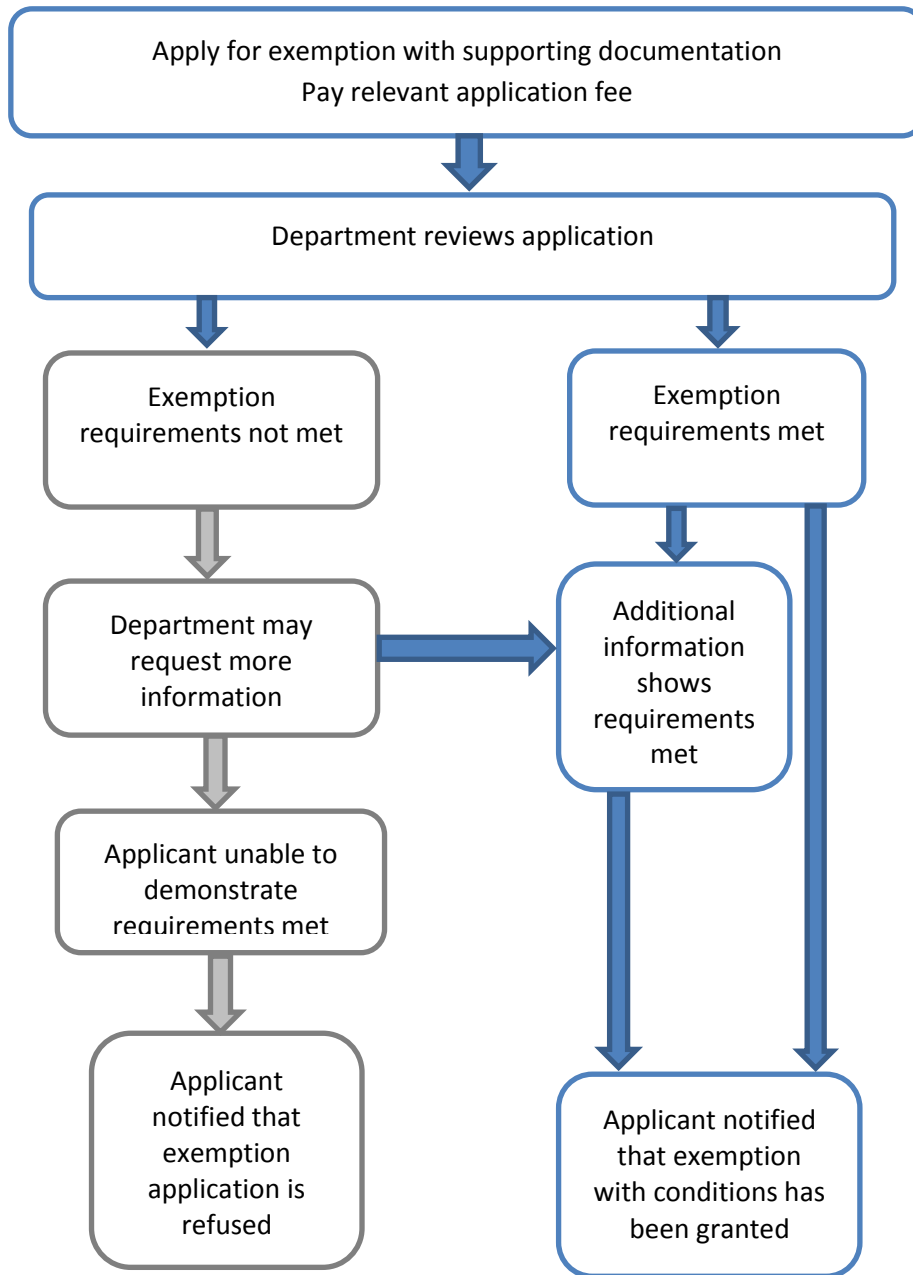 Apply for exemption with supporting documentation
Pay relevant application fee
Department reviews application
Exemption
requirements not met
Exemption
requirements met
Department may
request more
information
Additional
information
shows
requirements
met
Applicant unable to
demonstrate
requirements met
Applicant
notified that
exemption
application is
refused
Applicant notified
that exemption
with conditions has
been granted